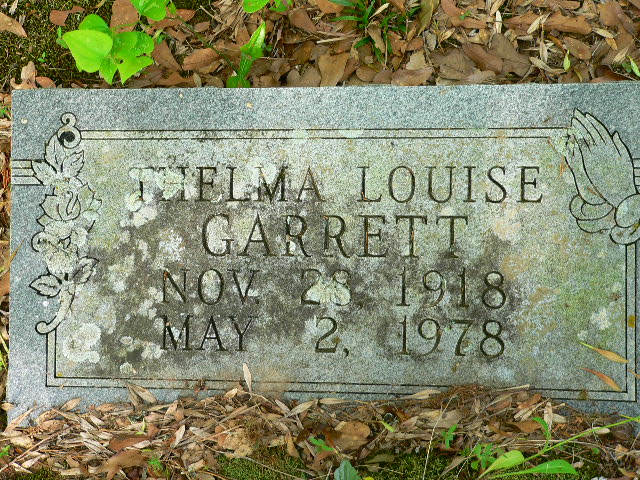 THELMA LOUISE
GARRETT
NOV. 28, 1918
MAY 2, 1978